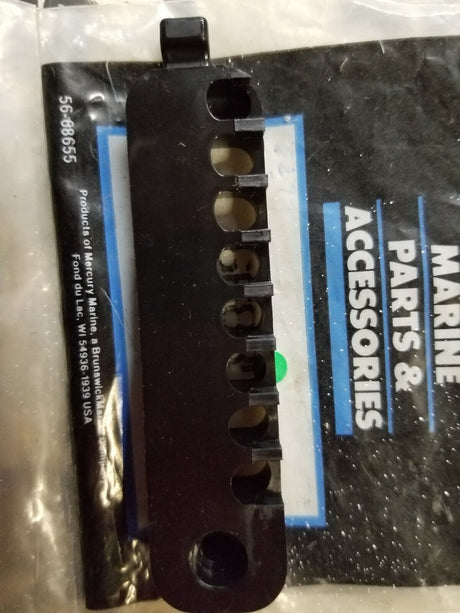 56-88655
Products of Mercury Marine, a Brunswick
Fond du Lac, WI 54936-1939 USA
MARINE
PARTS &
ACCESSORIES